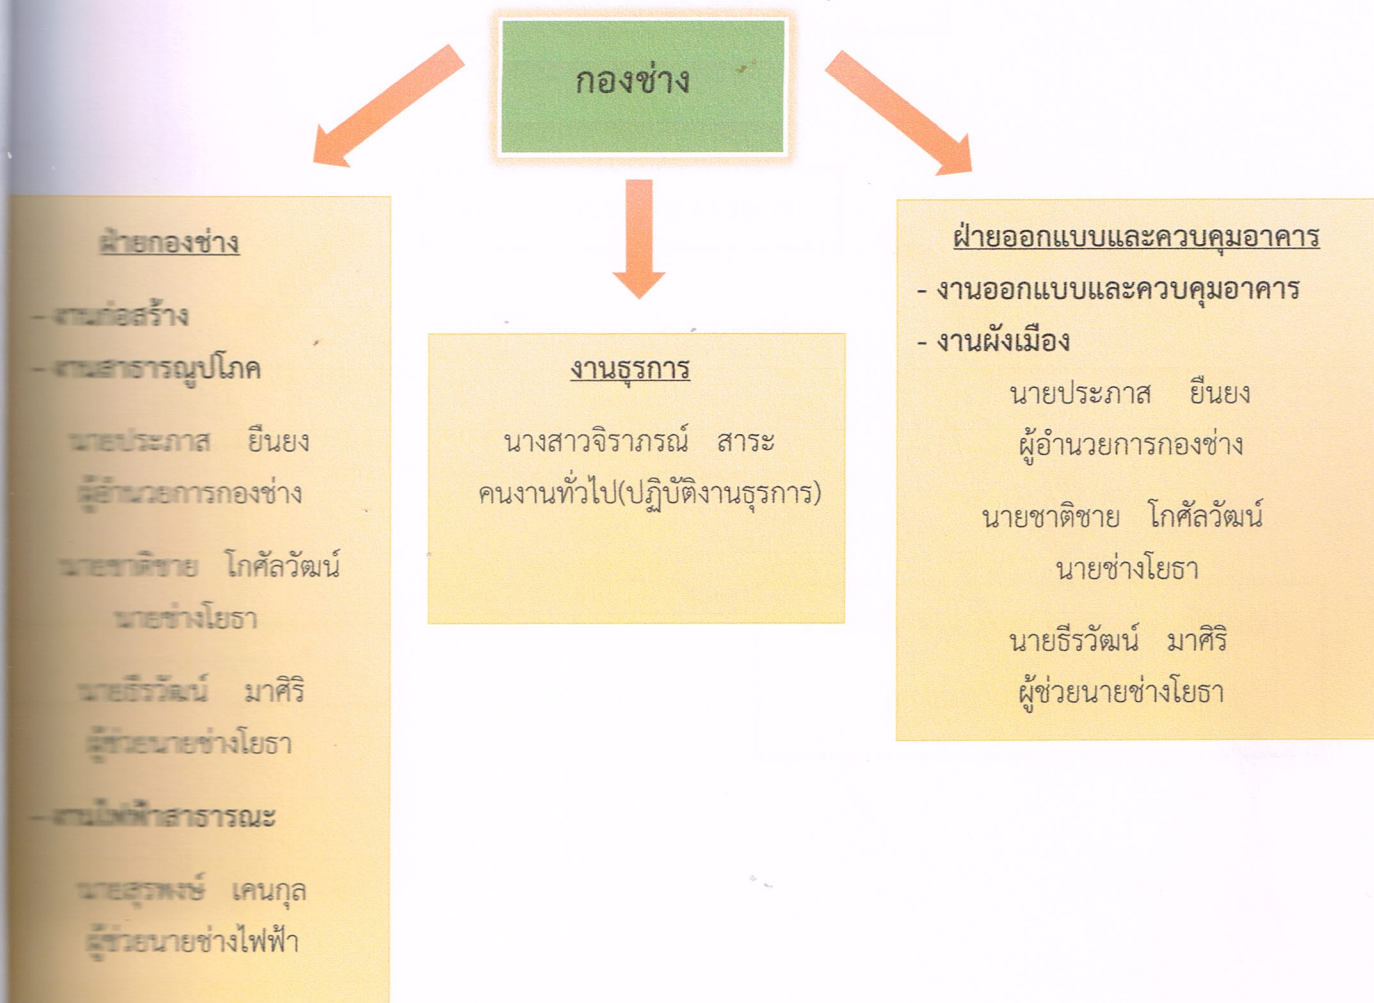 กองช่าง
ฝ่ายกองช่าง
- งานก่อสร้าง
- งานสาธารณูปโภค
นายประภาส ยืนยง
ผู้อำนวยการกองช่าง
นายชาติชาย โกศัลวัฒน์
นายช่างโยธา
นายธีรวัฒน์ มาศิริ
ผู้ช่วยนายช่างโยธา
- งานไฟฟ้าสาธารณะ
นายสุรพงษ์ เคนกุล
ผู้ช่วยนายช่างไฟฟ้า
งานธุรการ
นางสาวจิราภรณ์ สาระ
คนงานทั่วไป(ปฏิบัติงานธุรการ)
ฝ่ายออกแบบและควบคุมอาคาร
- งานออกแบบและควบคุมอาคาร
- งานผังเมือง
นายประภาส ยืนยง
ผู้อำนวยการกองช่าง
นายชาติชาย โกศัลวัฒน์
นายช่างโยธา
นายธีรวัฒน์ มาศิริ
ผู้ช่วยนายช่างโยธา